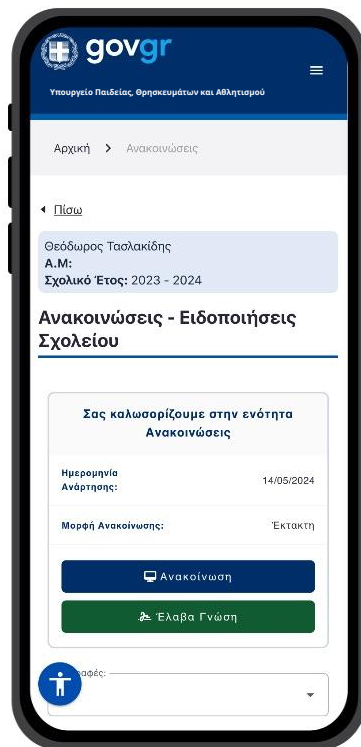 govgr
Υπουργείο Παιδείας, Θρησκευμάτων και Αθλητισμού
Αρχική > Ανακοινώσεις
Πίσω
Θεόδωρος Τασλακίδης
Α.Μ:
Σχολικό Έτος: 2023 - 2024
Ανακοινώσεις - Ειδοποιήσεις
Σχολείου
Σας καλωσορίζουμε στην ενότητα
Ανακοινώσεις
Ημερομηνία
Ανάρτησης:
14/05/2024
Μορφή Ανακοίνωσης:
Έκτακτη
Ανακοίνωση
Έλαβα Γνώση